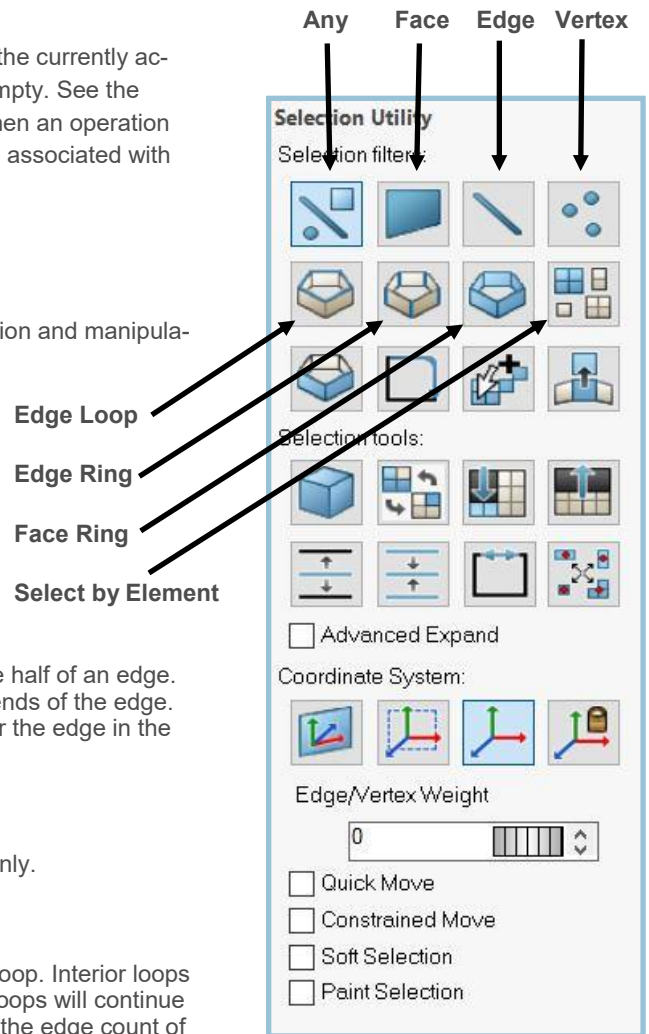 Any Face Edge Vertex
the currently ac-
mpty. See the
hen an operation
associated with
Selection Utility
Selection filters:
tion and manipula-
Edge Loop
Edge Ring
Face Ring
Select by Element
Selection tools:
Advanced Expand
e half of an edge.
ends of the edge.
r the edge in the
Coordinate System:
Edge/Vertex Weight
0
nly.
Quick Move
Constrained Move
Soft Selection
Paint Selection
oop. Interior loops
oops will continue
the edge count of